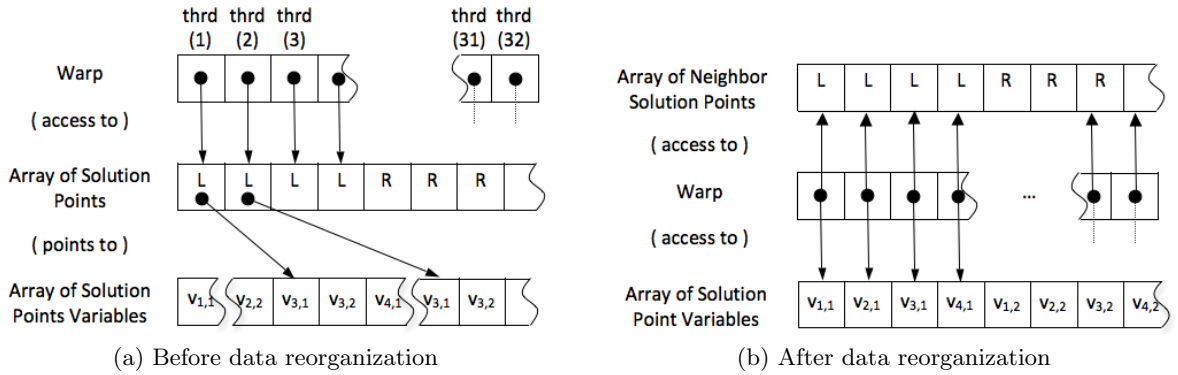 thrd thrd thrd thrd thrd
(1) (2) (3) (31) (32)
Warp
( access to )
Array of Solution
Points
L L L L R R R
( points to )
Array of Solution
Points Variables
v1,1 v2,2 v3,1 v3,2 v4,1 v3,1 v3,2
(a) Before data reorganization
Array of Neighbor
Solution Points
L L L L R R R
( access to )
Warp
...
( access to )
Array of Solution
Point Variables
v1,1 v2,1 v3,1 v4,1 v1,2 v2,2 v3,2 v4,2
(b) After data reorganization